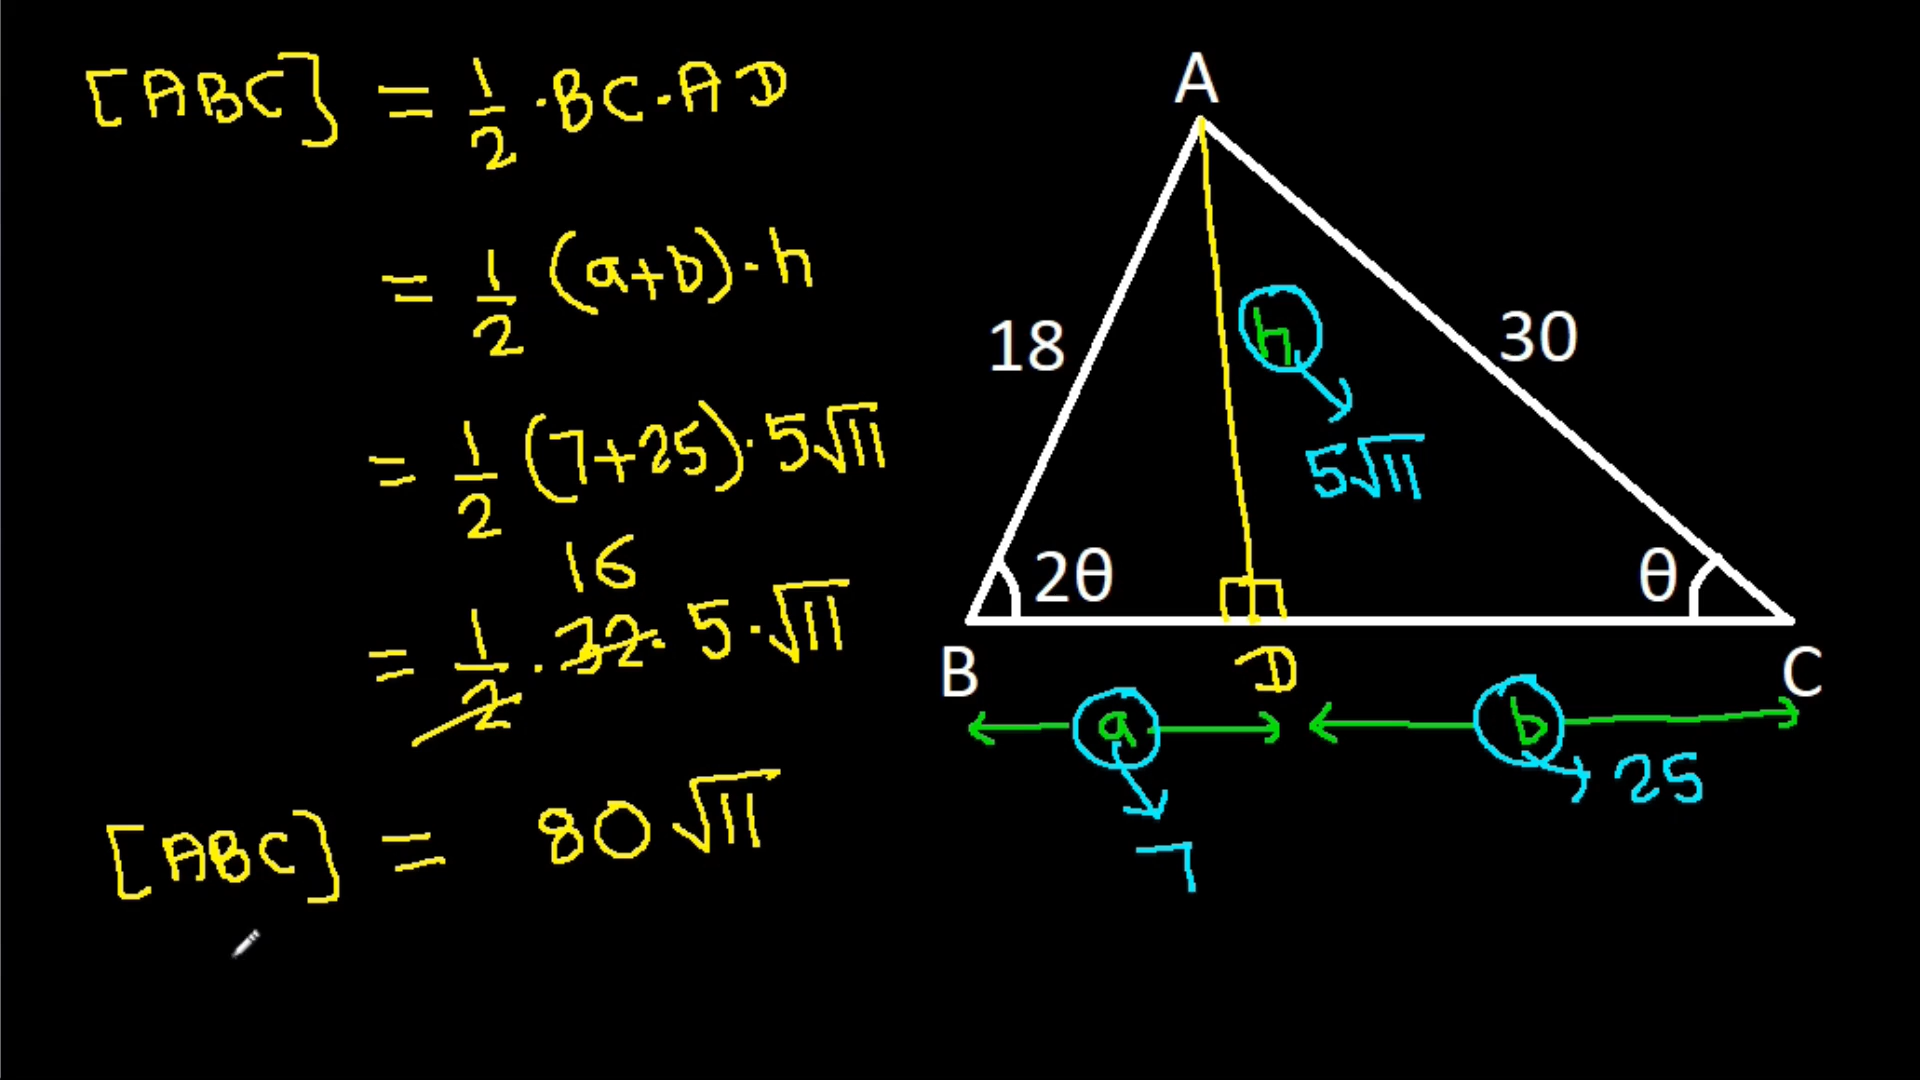 [ABC] = 1/2 · BC · AD
= 1/2 (a+b) · h
= 1/2 (7+25) · 5√11
16
= 1/2 · 32 · 5 · √11
[ABC] = 80√11
A
18
h
30
5√11
2θ
θ
B
D
C
a
b
25
7